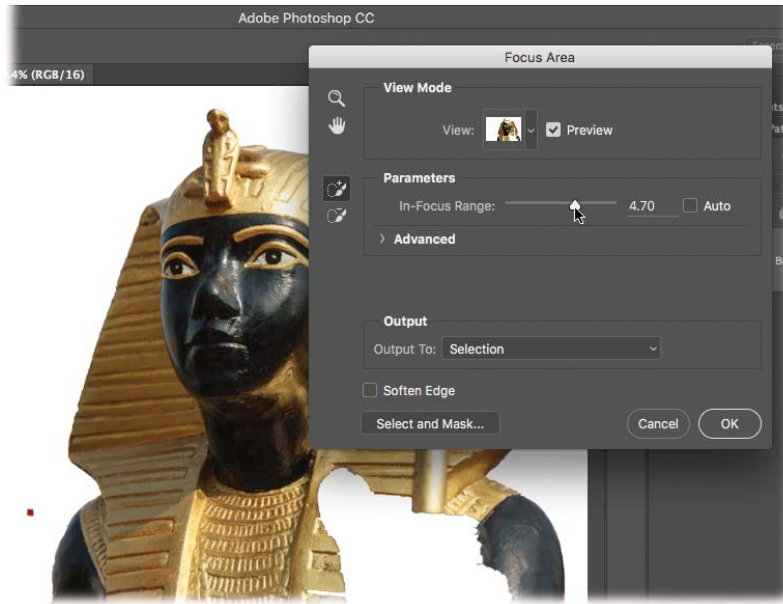 Adobe Photoshop CC
4% (RGB/16)
Focus Area
View Mode
View:
Preview
Parameters
In-Focus Range:
4.70
Auto
Advanced
Output
Output To: Selection
Soften Edge
Select and Mask...
Cancel
OK